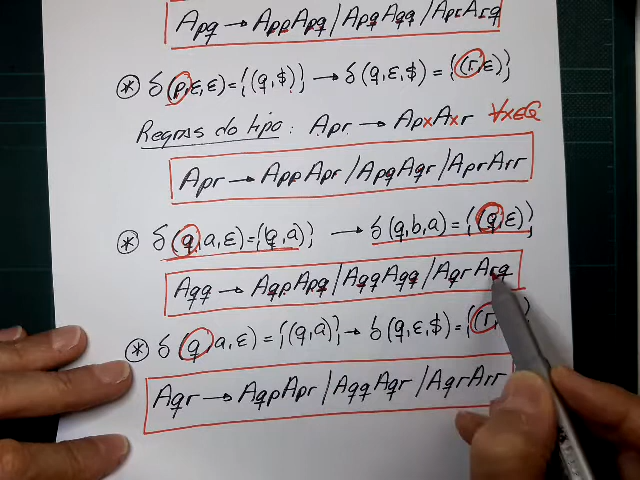 Apq → AppApq / ApqAqq / AprArq
* δ(p,ε,ε)={(q,$)} → δ(q,ε,$)={(r,ε)}
Regras do tipo: Apr → ApxAxr ∀x∈Q
Apr → AppApr / ApqAqr / AprArr
* δ(q,a,ε)={q,a)} → δ(q,b,a)={(q,ε)}
Aqq → AqpApq / AqqAqq / AqrArq
* δ(q,a,ε)={(q,a)} → δ(q,ε,$)={(r,
Aqr → AqpApr / AqqAqr / AqrArr